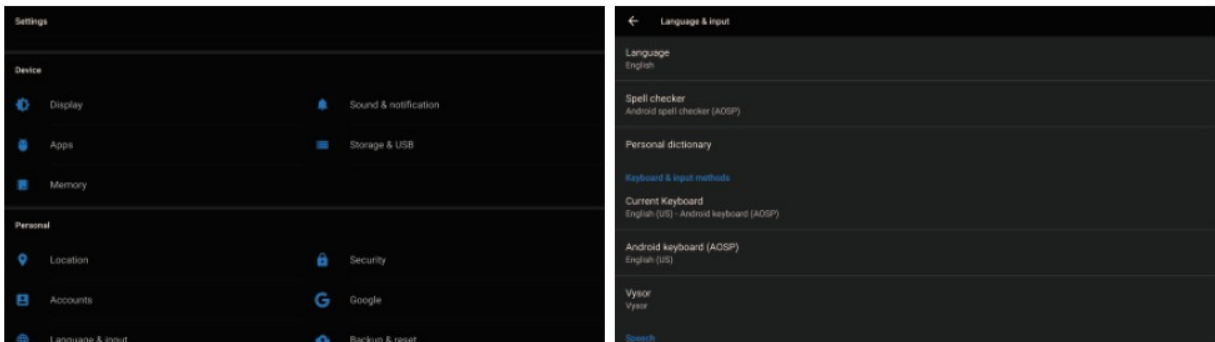 Settings
Device
Display
Sound & notification
Apps
Storage & USB
Memory
Personal
Location
Security
Accounts
Google
Language & input
Backup & reset
Language & input
Language
English
Spell checker
Android spell checker (AOSP)
Personal dictionary
Keyboard & input methods
Current Keyboard
English (US) - Android keyboard (AOSP)
Android keyboard (AOSP)
English (US)
Vysor
Vysor
Speech